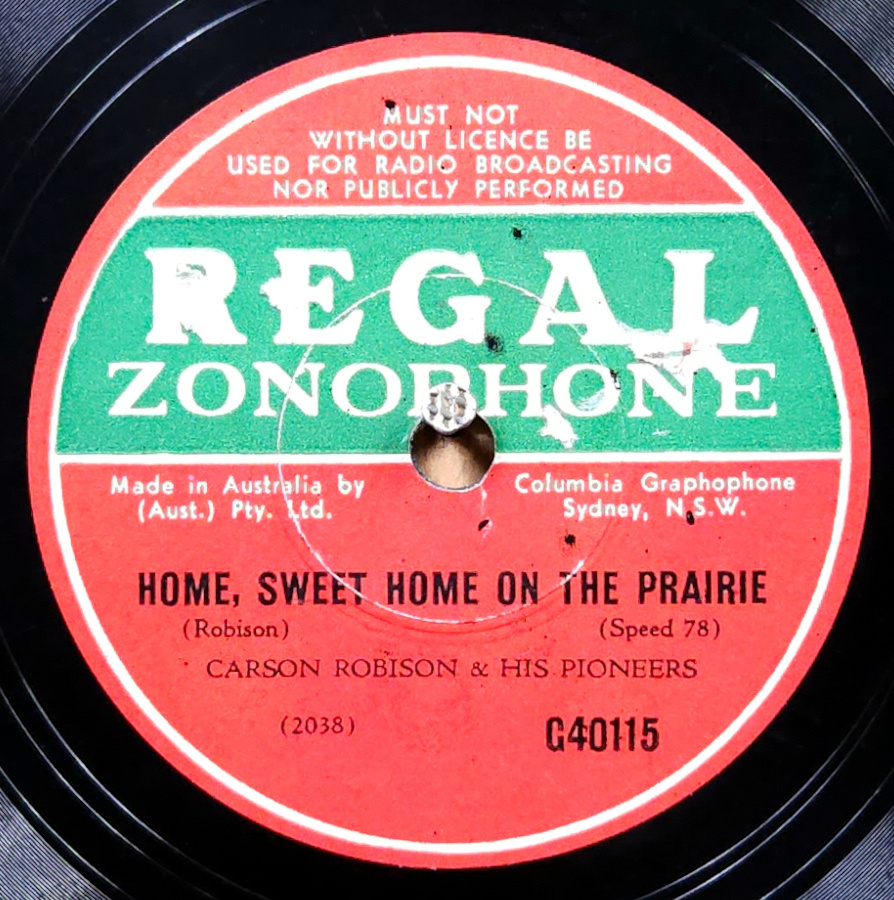 MUST NOT
WITHOUT LICENCE BE
USED FOR RADIO BROADCASTING
NOR PUBLICLY PERFORMED
REGAL
ZONOPHONE
Made in Australia by Columbia Graphophone
(Aust.) Pty. Ltd. Sydney, N.S.W.
HOME, SWEET HOME ON THE PRAIRIE
(Robison) (Speed 78)
CARSON ROBISON & HIS PIONEERS
(2038) G40115